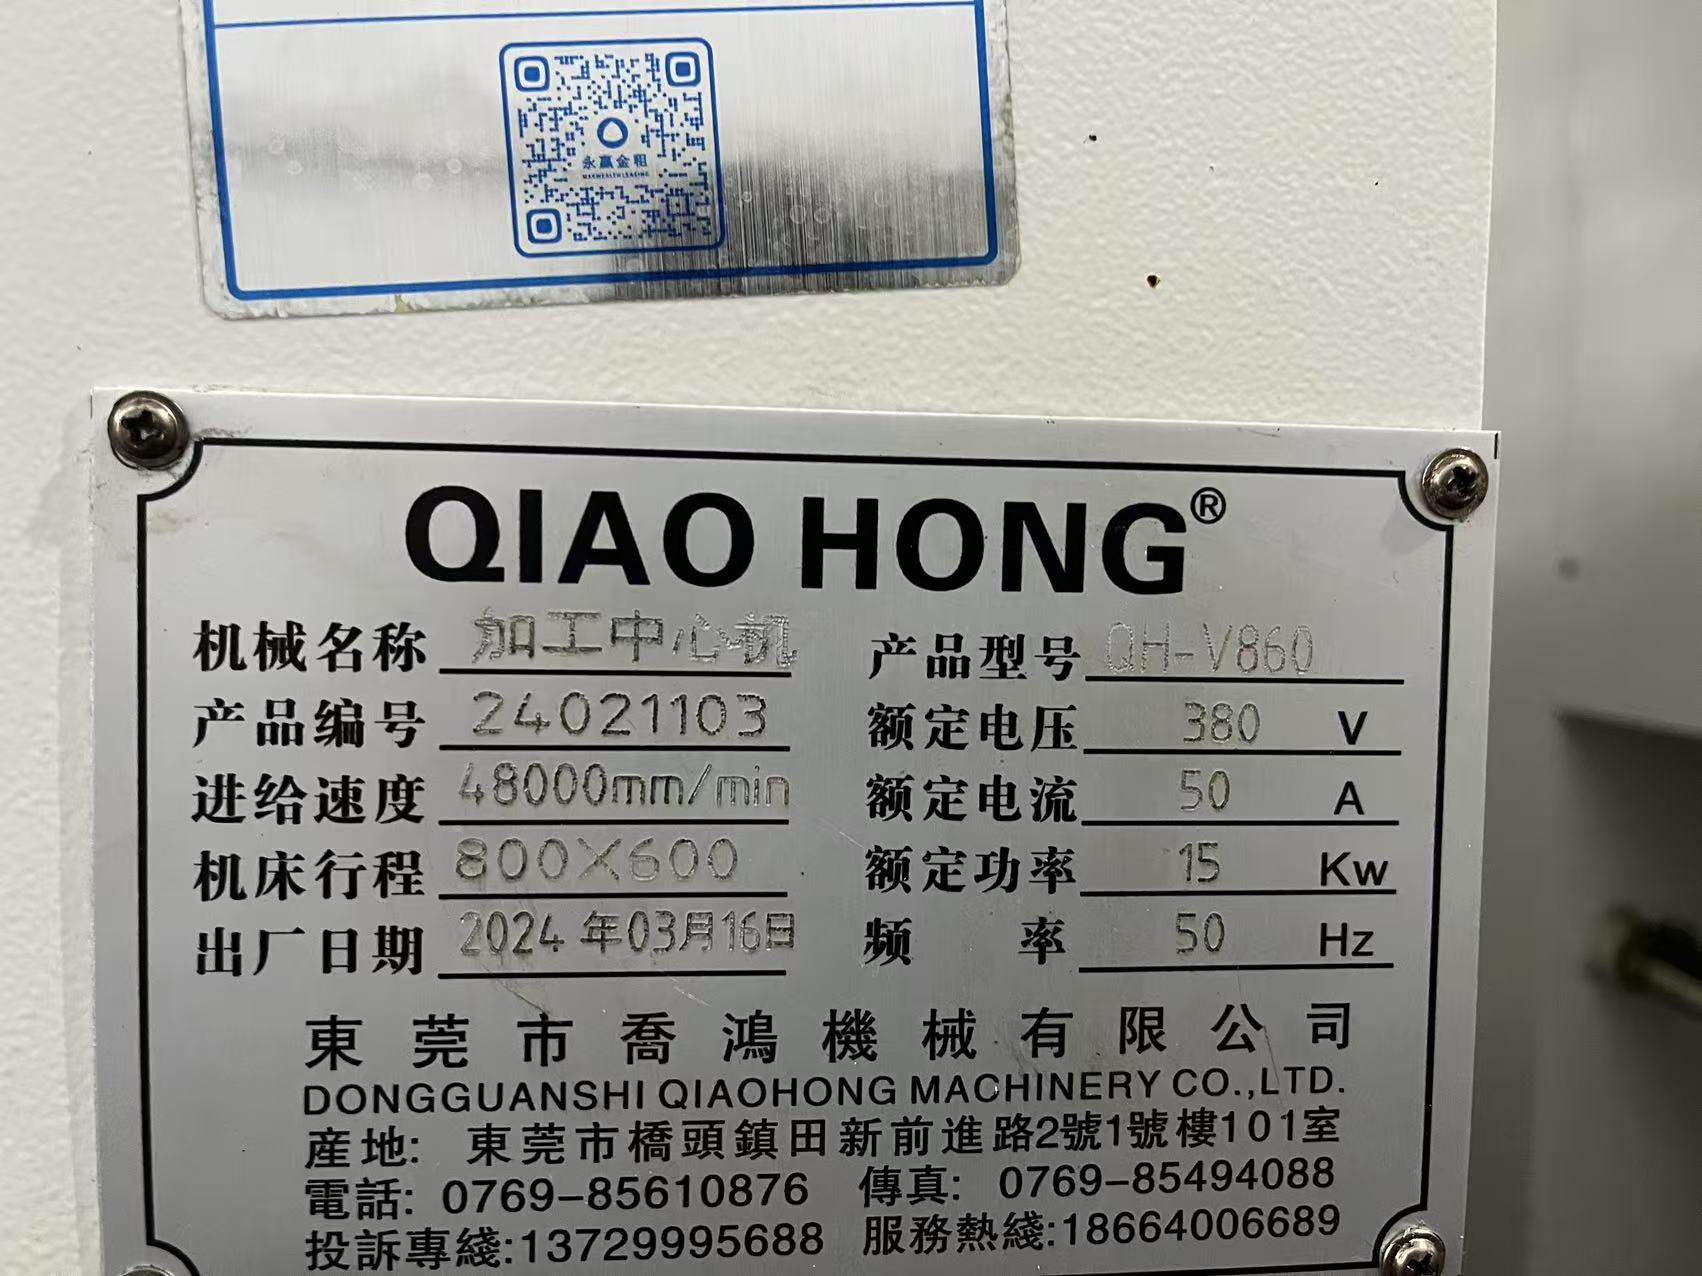 永赢金租
MAXWEALTH LEASING
QIAO HONG®
机械名称 加工中心机 产品型号 QH-V860
产品编号 24021103 额定电压 380 V
进给速度 48000mm/min 额定电流 50 A
机床行程 800X600 额定功率 15 Kw
出厂日期 2024年03月16日 频 率 50 Hz
東莞市喬鴻機械有限公司
DONGGUANSHI QIAOHONG MACHINERY CO.,LTD.
産地: 東莞市橋頭鎮田新前進路2號1號樓101室
電話: 0769-85610876 傳真: 0769-85494088
投訴專綫:13729995688 服務熱綫:18664006689